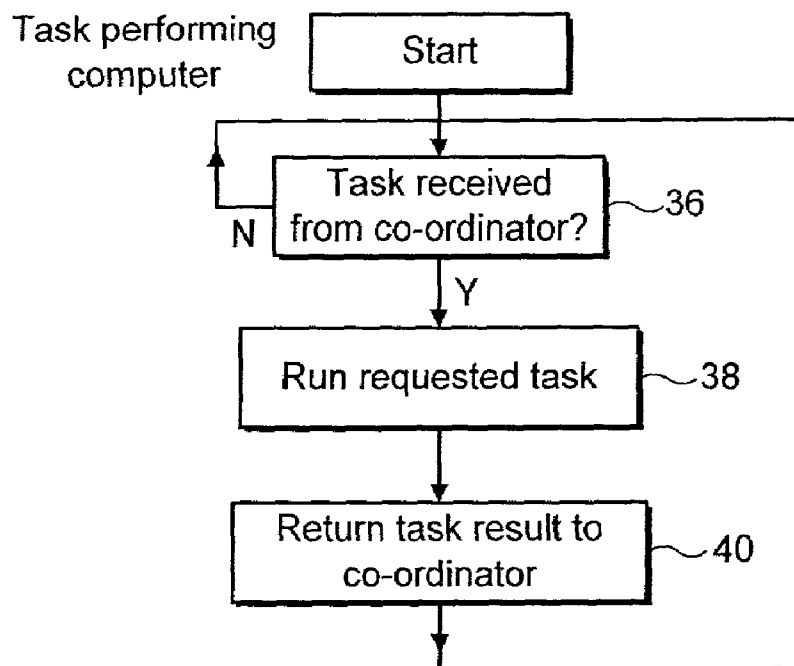 Task performing
computer
Start
Task received
from co-ordinator?
36
N
Y
Run requested task
38
Return task result to
co-ordinator
40